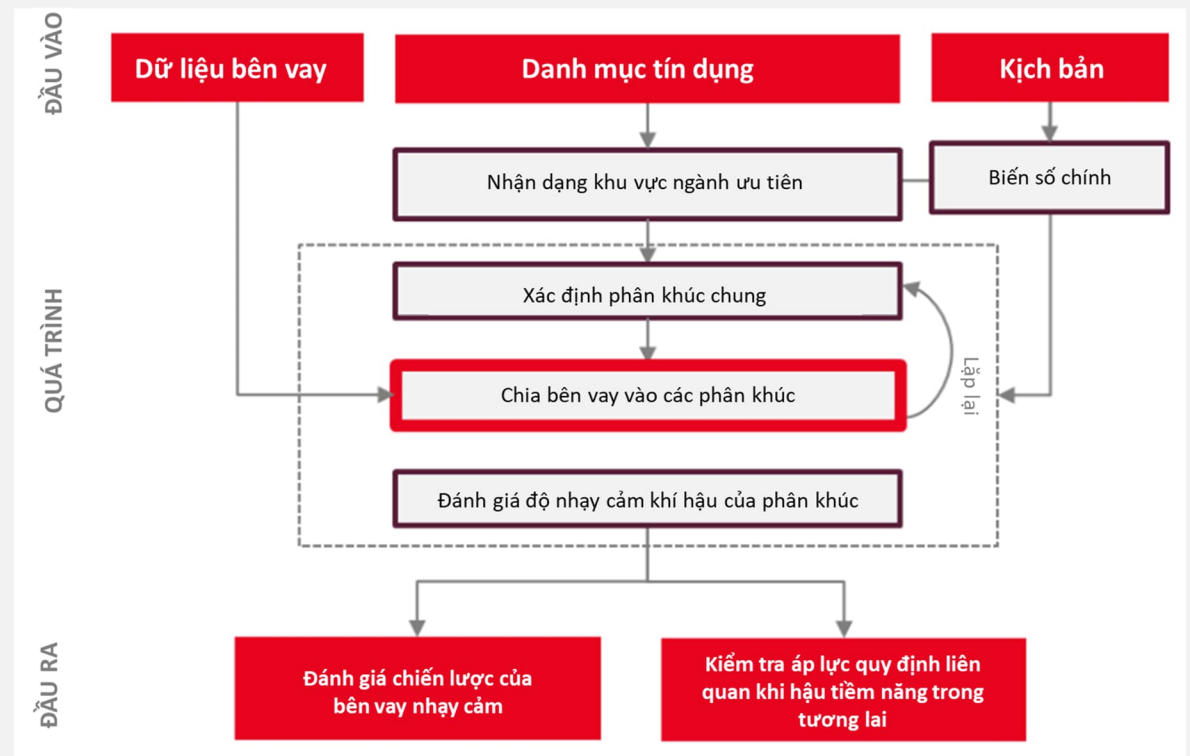 ĐẦU VÀO
Dữ liệu bên vay
Danh mục tín dụng
Kịch bản
Nhận dạng khu vực ngành ưu tiên
Biến số chính
QUÁ TRÌNH
Xác định phân khúc chung
Chia bên vay vào các phân khúc
Lặp lại
Đánh giá độ nhạy cảm khí hậu của phân khúc
ĐẦU RA
Đánh giá chiến lược của
bên vay nhạy cảm
Kiểm tra áp lực quy định liên
quan khi hậu tiềm năng trong
tương lai